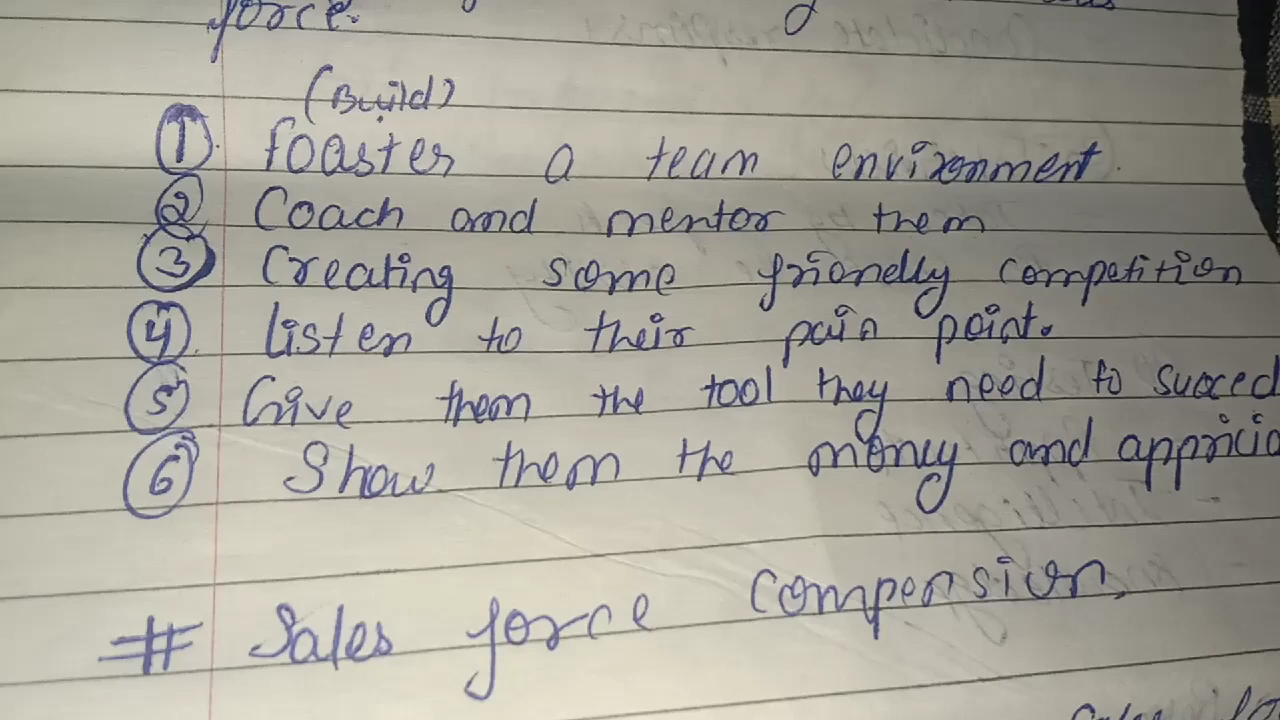 force.
(Build)
① foaster a team environment.
② Coach and mentor them
③ Creating some frionelly competition
④ listen to their pain point.
⑤ Give them the tool they need to succed
⑥ Show them the money and appricia
# Sales force compension.